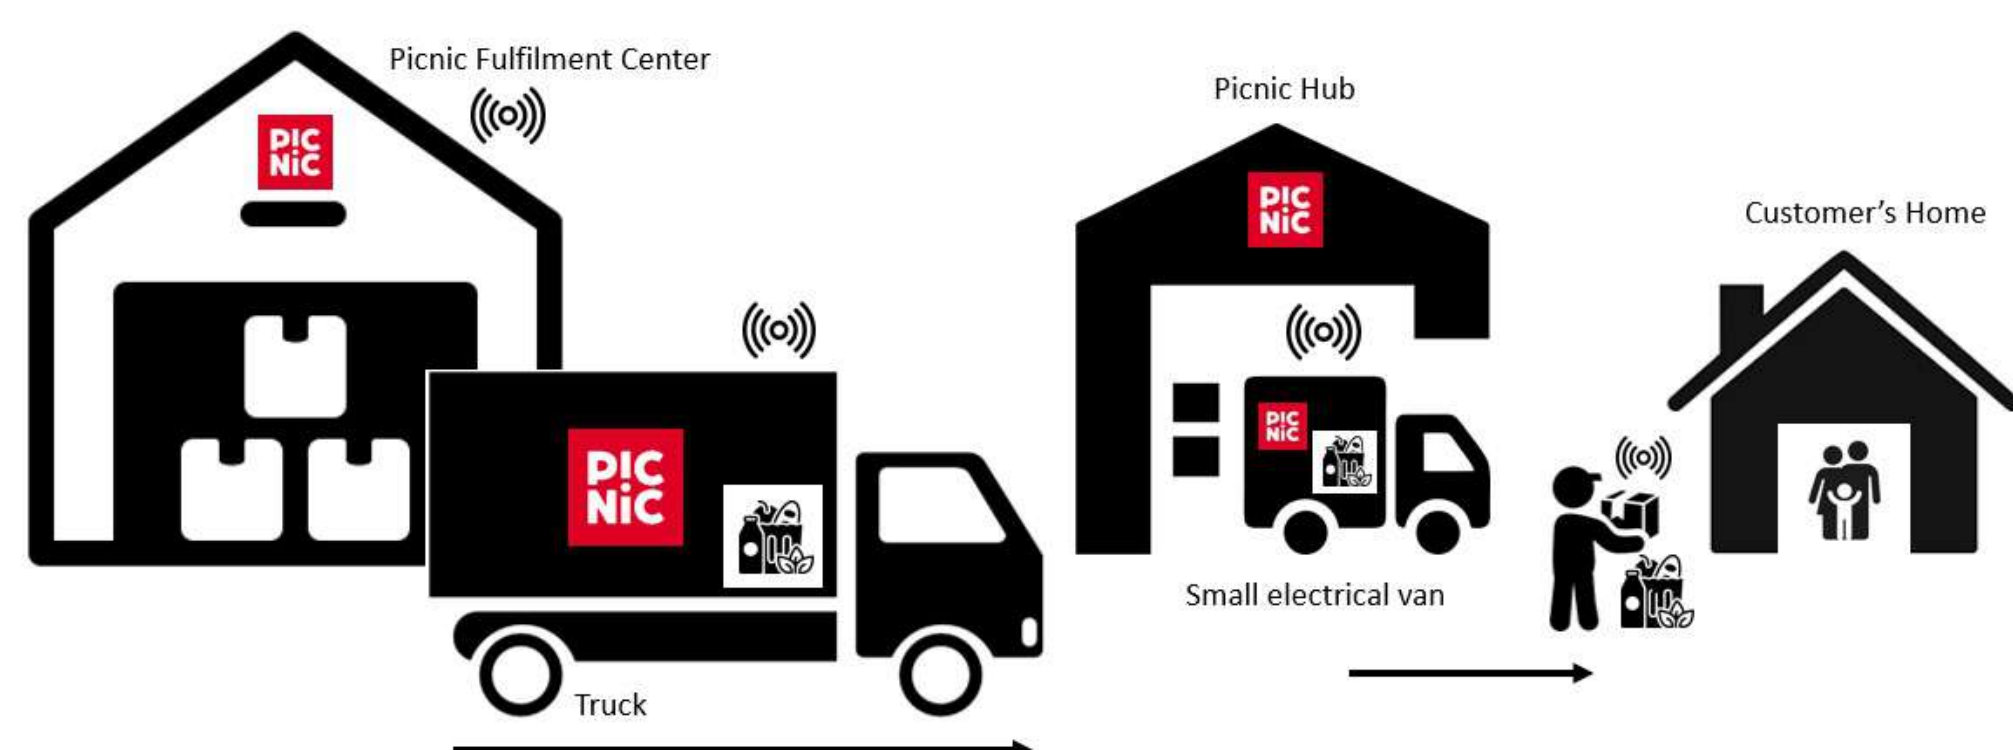 Picnic Fulfilment Center
PIC
NiC
Picnic Hub
PIC
NiC
Customer's Home
PIC
NiC
PIC
NiC
Small electrical van
Truck